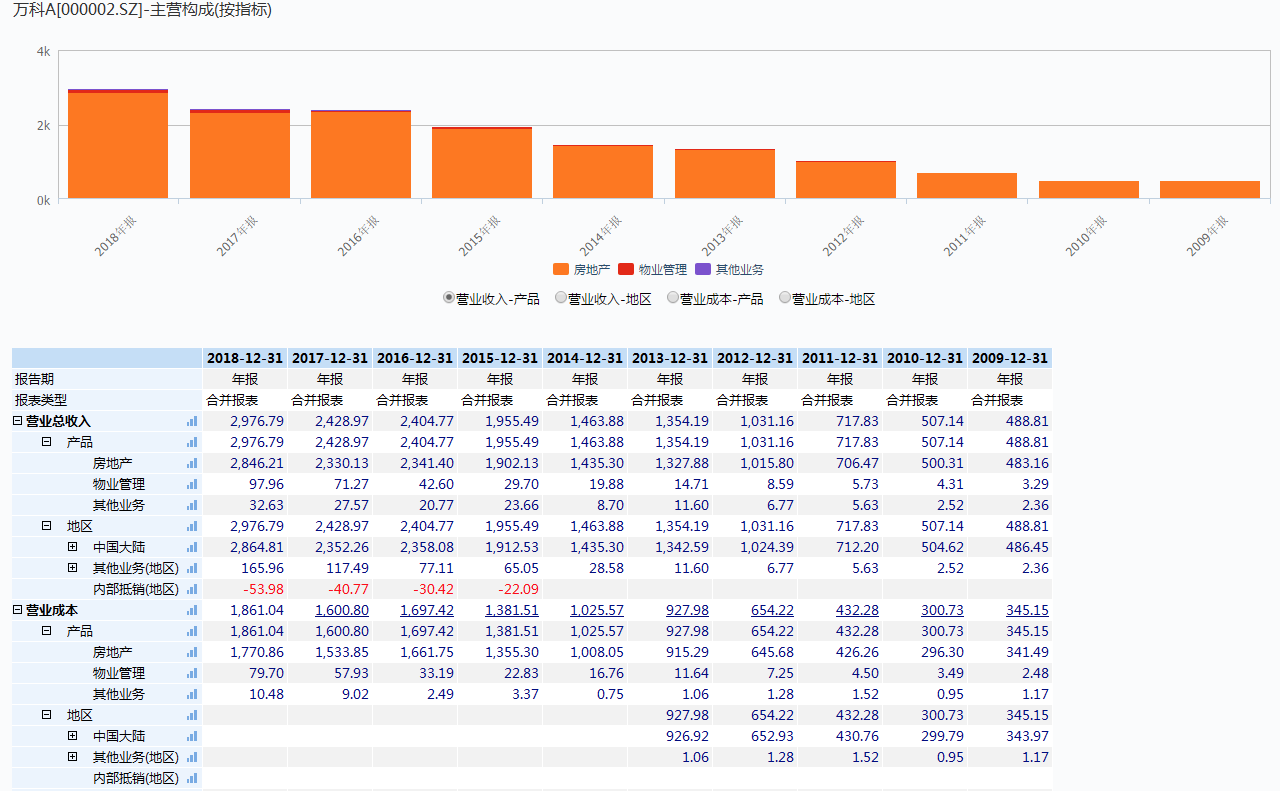 万科A[000002.SZ]-主营构成(按指标)
4k
2k
0k
2018年报 2017年报 2016年报 2015年报 2014年报 2013年报 2012年报 2011年报 2010年报 2009年报
房地产 物业管理 其他业务
营业收入-产品 营业收入-地区 营业成本-产品 营业成本-地区
2018-12-31 2017-12-31 2016-12-31 2015-12-31 2014-12-31 2013-12-31 2012-12-31 2011-12-31 2010-12-31 2009-12-31
报告期 年报 年报 年报 年报 年报 年报 年报 年报 年报 年报
报表类型 合并报表 合并报表 合并报表 合并报表 合并报表 合并报表 合并报表 合并报表 合并报表 合并报表
营业总收入 2,976.79 2,428.97 2,404.77 1,955.49 1,463.88 1,354.19 1,031.16 717.83 507.14 488.81
产品 2,976.79 2,428.97 2,404.77 1,955.49 1,463.88 1,354.19 1,031.16 717.83 507.14 488.81
房地产 2,846.21 2,330.13 2,341.40 1,902.13 1,435.30 1,327.88 1,015.80 706.47 500.31 483.16
物业管理 97.96 71.27 42.60 29.70 19.88 14.71 8.59 5.73 4.31 3.29
其他业务 32.63 27.57 20.77 23.66 8.70 11.60 6.77 5.63 2.52 2.36
地区 2,976.79 2,428.97 2,404.77 1,955.49 1,463.88 1,354.19 1,031.16 717.83 507.14 488.81
中国大陆 2,864.81 2,352.26 2,358.08 1,912.53 1,435.30 1,342.59 1,024.39 712.20 504.62 486.45
其他业务(地区) 165.96 117.49 77.11 65.05 28.58 11.60 6.77 5.63 2.52 2.36
内部抵销(地区) -53.98 -40.77 -30.42 -22.09
营业成本 1,861.04 1,600.80 1,697.42 1,381.51 1,025.57 927.98 654.22 432.28 300.73 345.15
产品 1,861.04 1,600.80 1,697.42 1,381.51 1,025.57 927.98 654.22 432.28 300.73 345.15
房地产 1,770.86 1,533.85 1,661.75 1,355.30 1,008.05 915.29 645.68 426.26 296.30 341.49
物业管理 79.70 57.93 33.19 22.83 16.76 11.64 7.25 4.50 3.49 2.48
其他业务 10.48 9.02 2.49 3.37 0.75 1.06 1.28 1.52 0.95 1.17
地区 927.98 654.22 432.28 300.73 345.15
中国大陆 926.92 652.93 430.76 299.79 343.97
其他业务(地区) 1.06 1.28 1.52 0.95 1.17
内部抵销(地区)